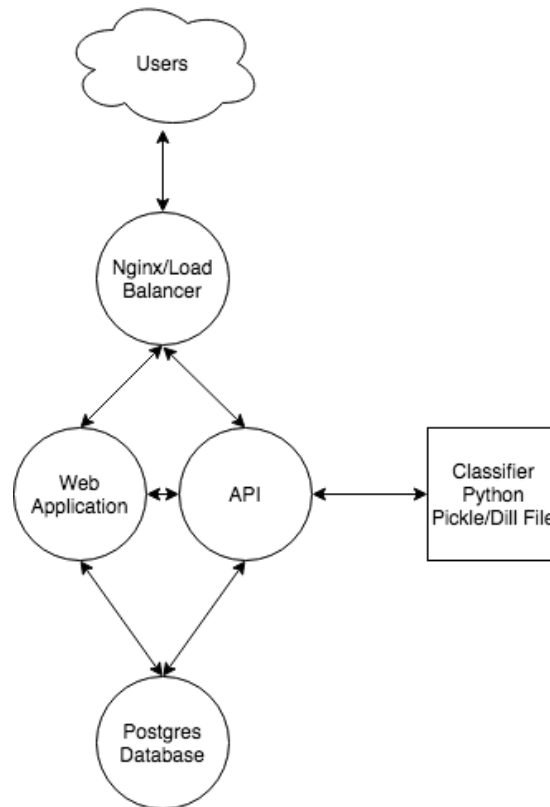 Users
Nginx/Load
Balancer
Web
Application
API
Classifier
Python
Pickle/Dill File
Postgres
Database